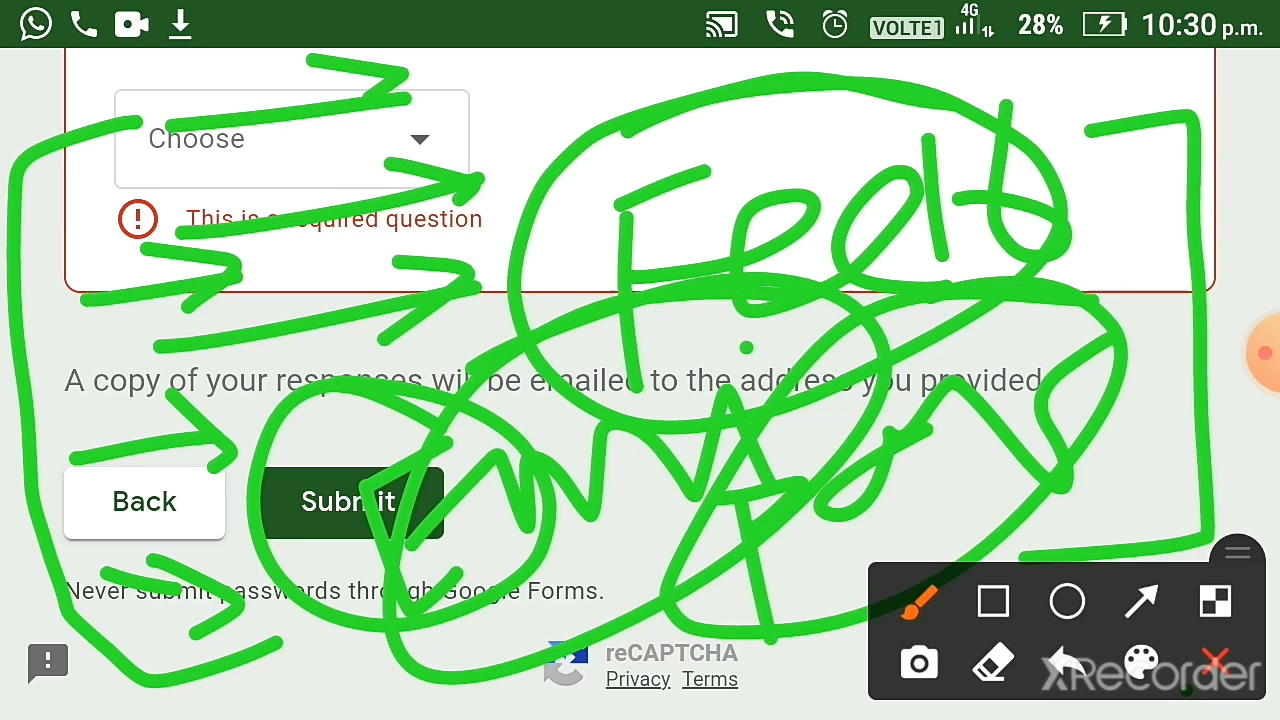 VOLTE1 4G 28% 10:30 p.m.
Choose
This is a required question
A copy of your responses will be emailed to the address you provided
Back Submit
Never submit passwords through Google Forms.
reCAPTCHA
Privacy Terms
XRecorder